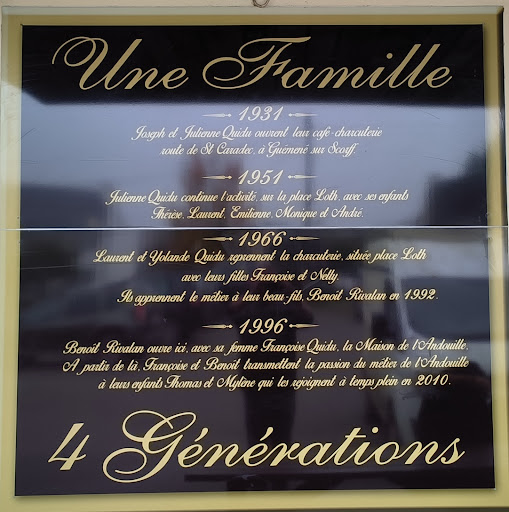 Une Famille
1931
Joseph et Julienne Quidu ouvrent leur café-charcuterie
route de St Caradec, à Guémené sur Scorff.
1951
Julienne Quidu continue l'activité, sur la place Loth, avec ses enfants
Thérèse, Laurent, Emilienne, Monique et André.
1966
Laurent et Yolande Quidu reprennent la charcuterie, située place Loth
avec leurs filles Françoise et Nelly.
Ils apprennent le métier à leur beau-fils, Benoît Rivalan en 1992.
1996
Benoît Rivalan ouvre ici, avec sa femme Françoise Quidu, la Maison de l'Andouille.
A partir de là, Françoise et Benoît transmettent la passion du métier de l'Andouille
à leurs enfants Thomas et Mylène qui les rejoignent à temps plein en 2010.
4 Générations